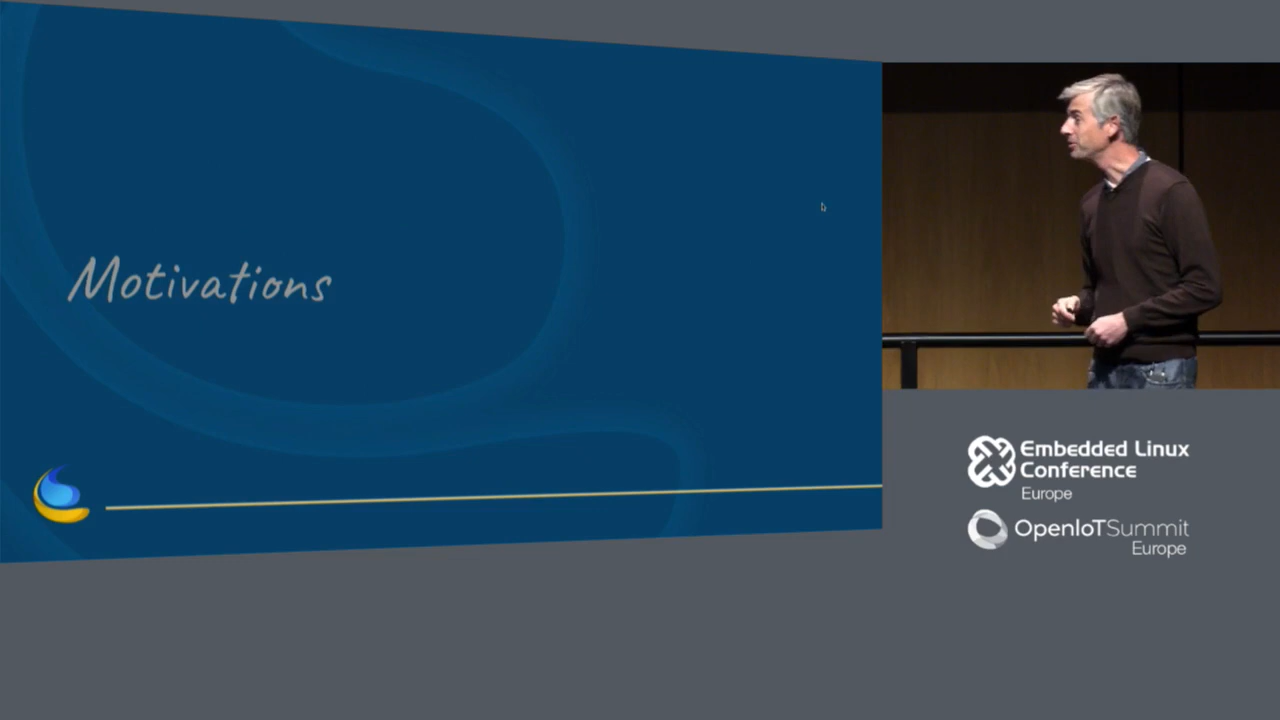 Motivations
Embedded Linux
Conference
Europe
OpenIoTSummit
Europe